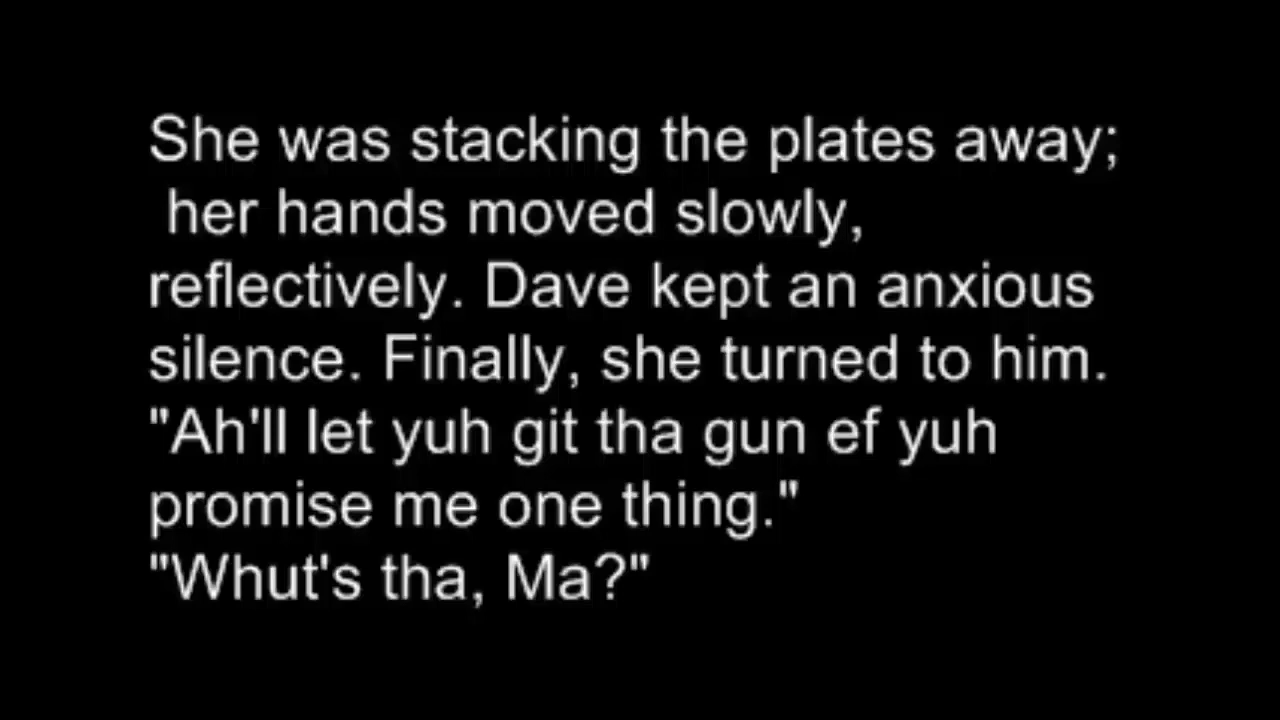 She was stacking the plates away;
her hands moved slowly,
reflectively. Dave kept an anxious
silence. Finally, she turned to him.
"Ah'll let yuh git tha gun ef yuh
promise me one thing."
"Whut's tha, Ma?"